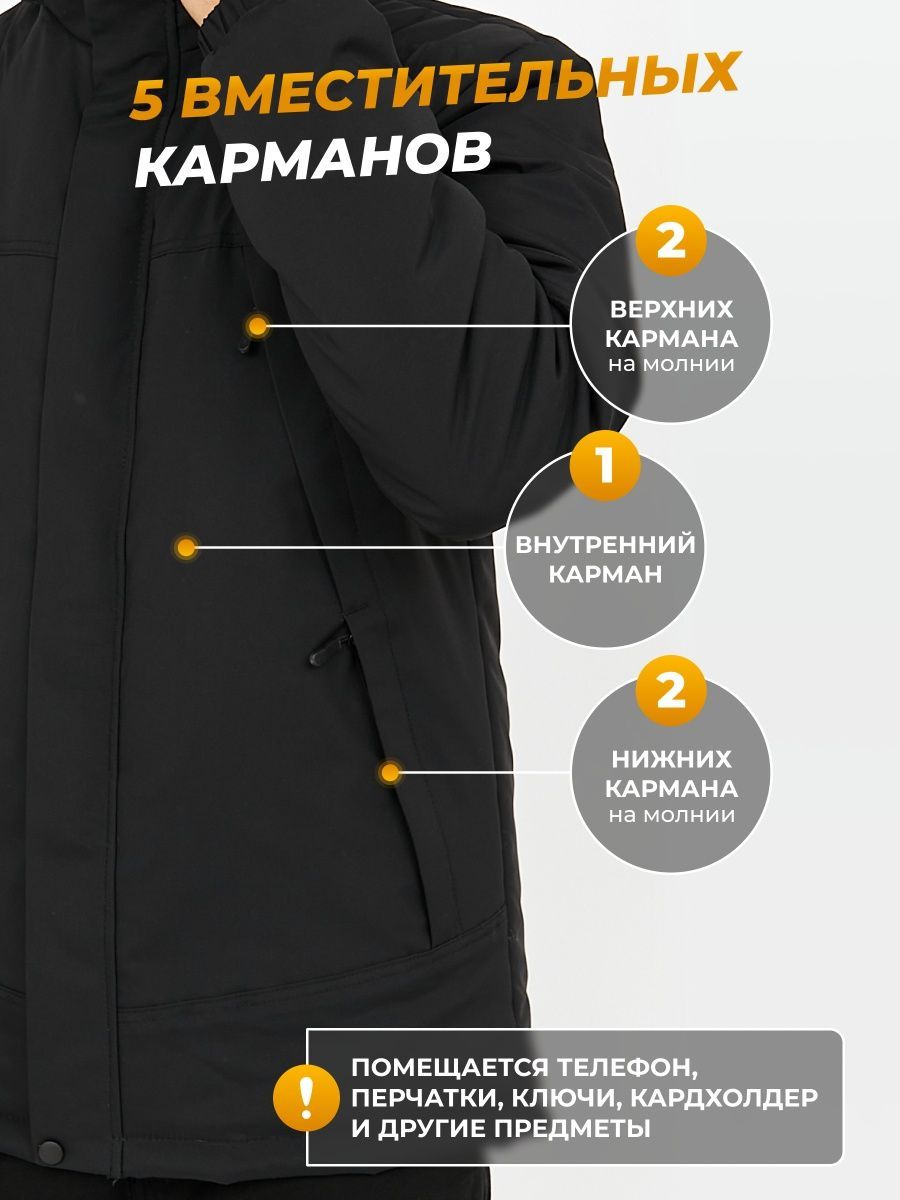 5 ВМЕСТИТЕЛЬНЫХ
КАРМАНОВ
2
ВЕРХНИХ
КАРМАНА
на молнии
1
ВНУТРЕННИЙ
КАРМАН
2
НИЖНИХ
КАРМАНА
на молнии
!
ПОМЕЩАЕТСЯ ТЕЛЕФОН,
ПЕРЧАТКИ, КЛЮЧИ, КАРДХОЛДЕР
И ДРУГИЕ ПРЕДМЕТЫ